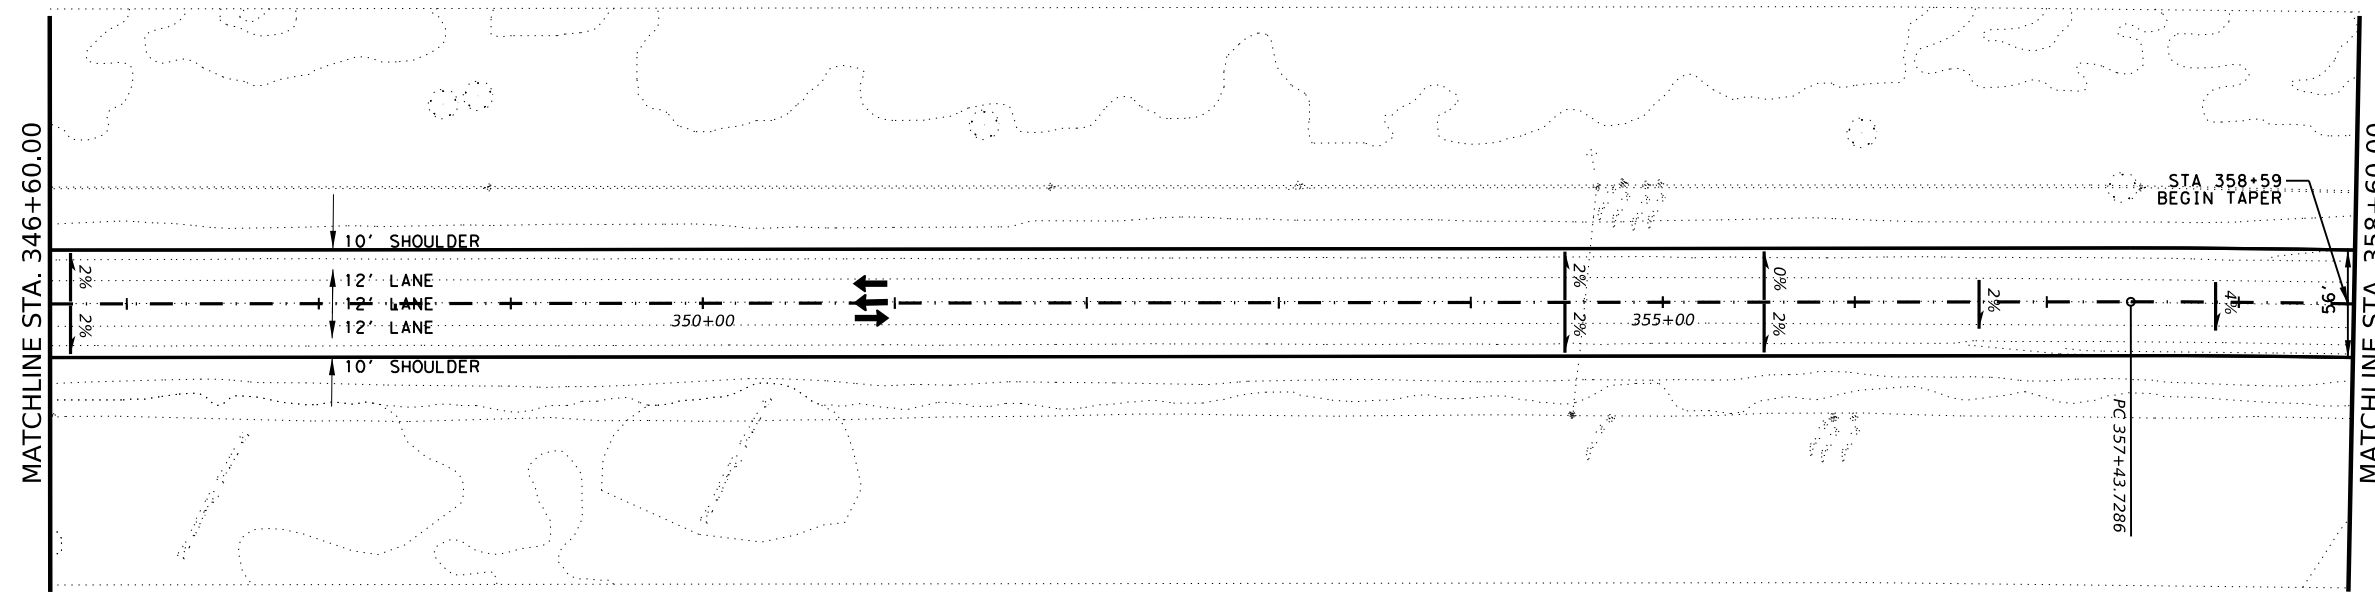 MATCHLINE STA. 346+60.00
2%
2%
10' SHOULDER
12' LANE
12' LANE
12' LANE
10' SHOULDER
350+00
2%
2%
355+00
0%
2%
2%
PC 357+43.7286
4%
STA 358+59
BEGIN TAPER
56'
MATCHLINE STA. 358+60.00